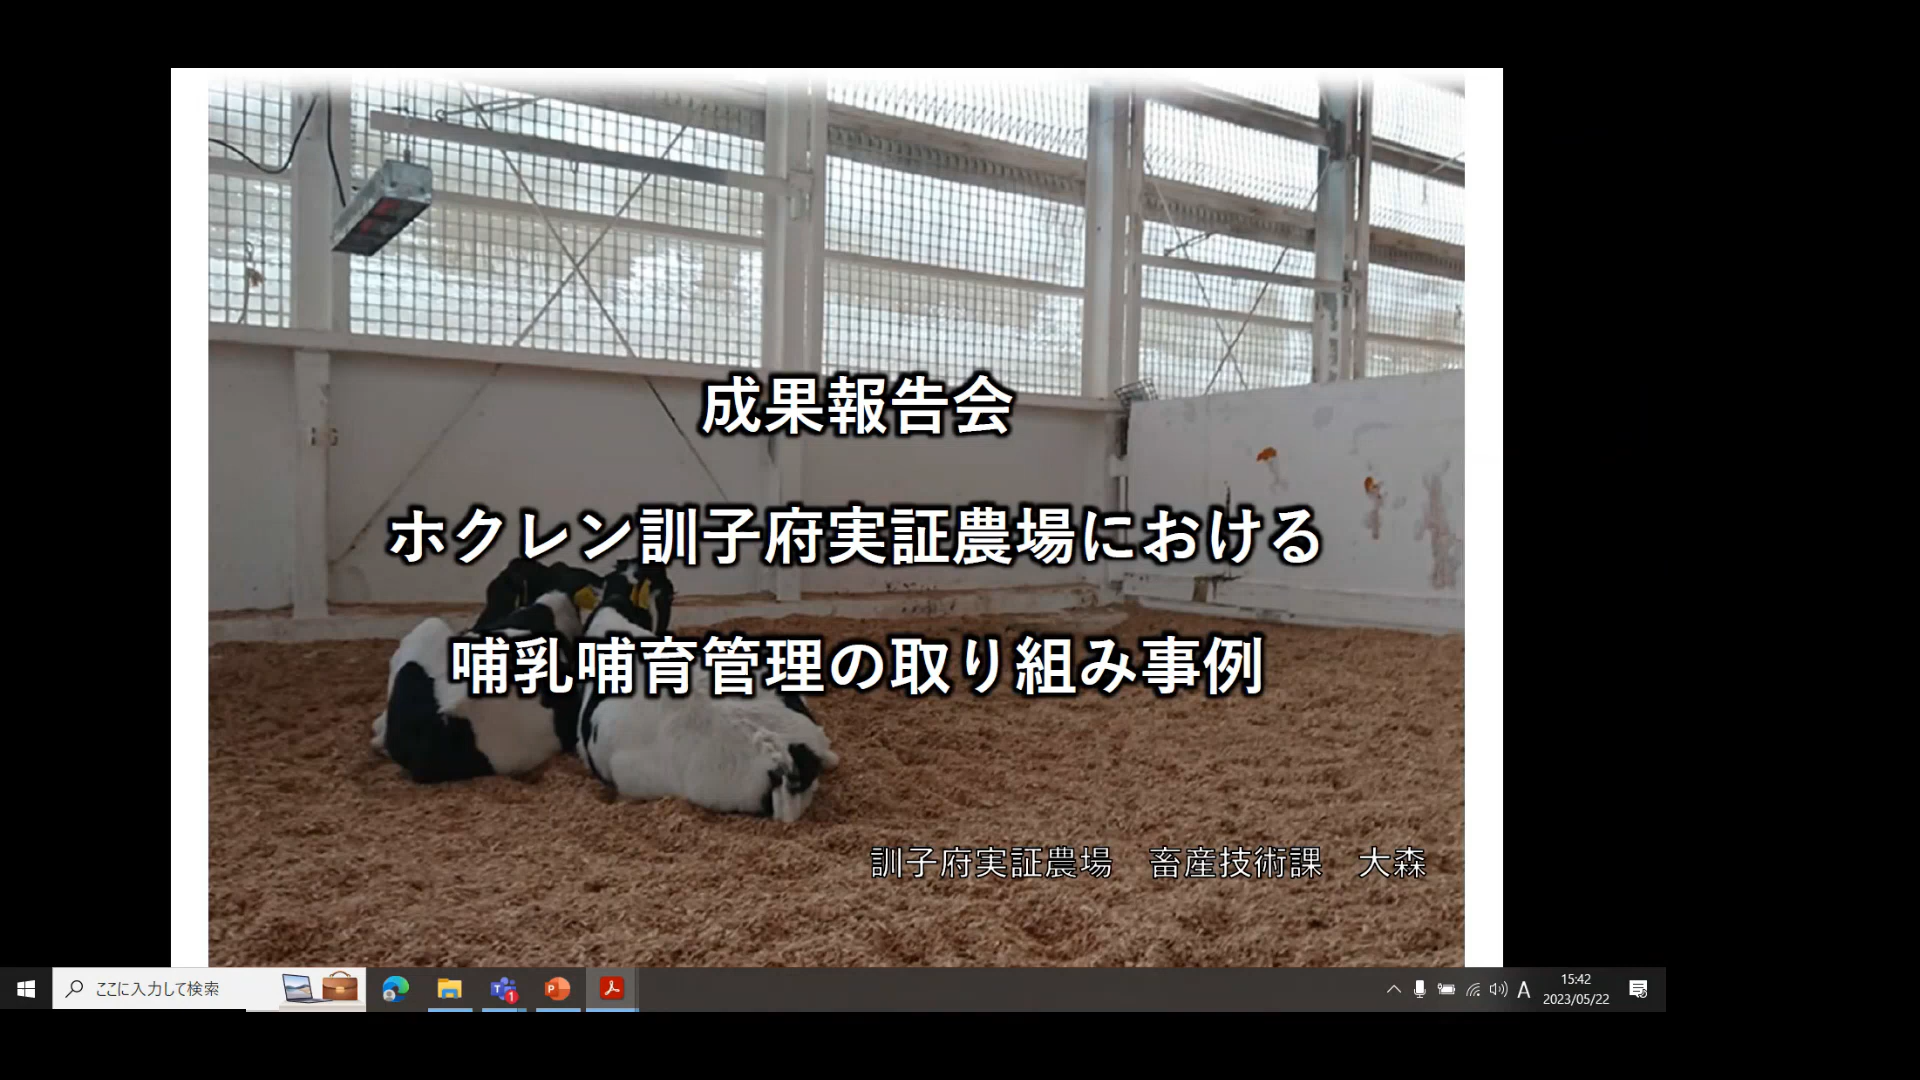 成果報告会
ホクレン訓子府実証農場における
哺乳哺育管理の取り組み事例
訓子府実証農場　畜産技術課　大森
ここに入力して検索
1
A
15:42
2023/05/22